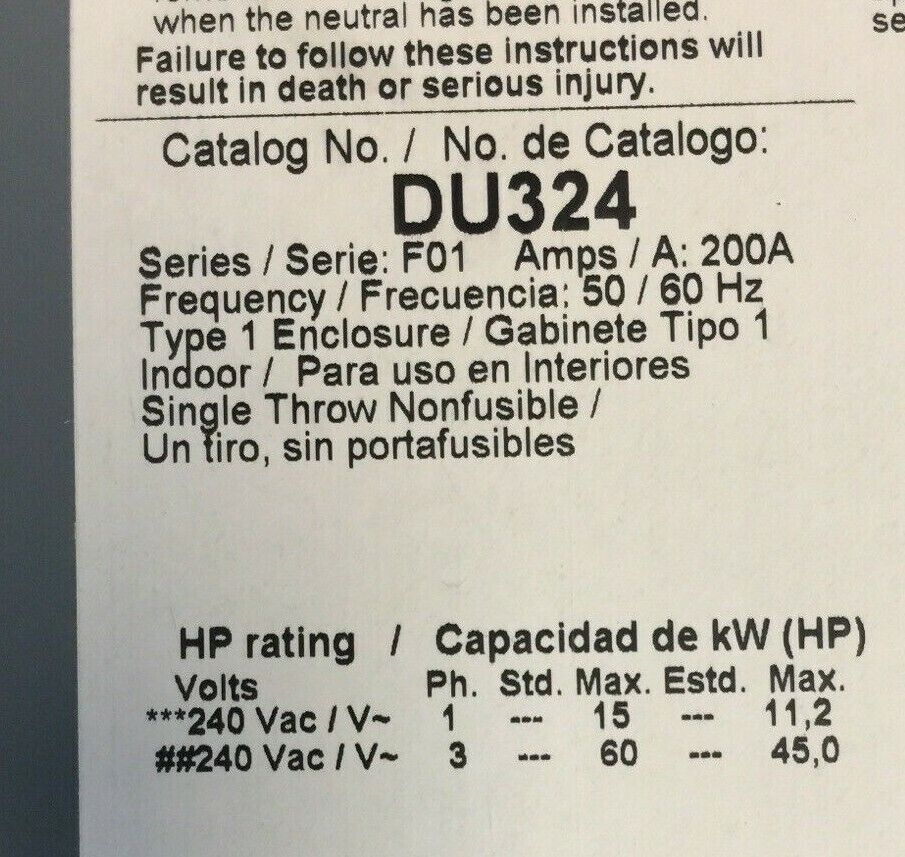 when the neutral has been installed.
Failure to follow these instructions will
result in death or serious injury.
Catalog No. / No. de Catalogo:
DU324
Series / Serie: F01 Amps / A: 200A
Frequency / Frecuencia: 50 / 60 Hz
Type 1 Enclosure / Gabinete Tipo 1
Indoor / Para uso en Interiores
Single Throw Nonfusible /
Un tiro, sin portafusibles
HP rating / Capacidad de kW (HP)
Volts Ph. Std. Max. Estd. Max.
***240 Vac / V~ 1 --- 15 --- 11,2
##240 Vac / V~ 3 --- 60 --- 45,0